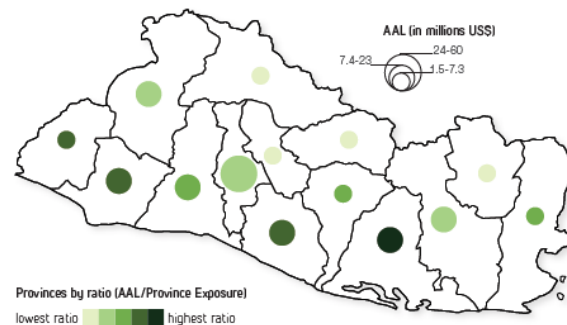 AAL (in millions US$)
24-60
7.4-23
1.5-7.3
Provinces by ratio (AAL/Province Exposure)
lowest ratio highest ratio